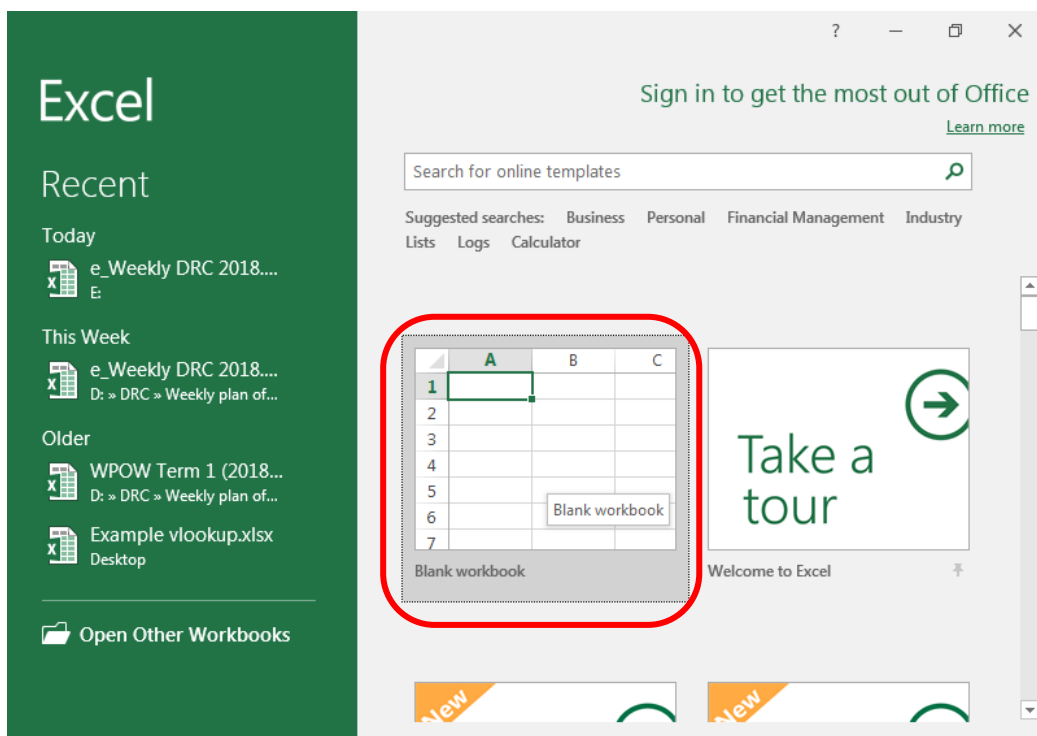 ?
Excel
Sign in to get the most out of Office
Learn more
Recent
Search for online templates
Suggested searches: Business Personal Financial Management Industry
Lists Logs Calculator
Today
e_Weekly DRC 2018....
E:
This Week
e_Weekly DRC 2018....
D: » DRC » Weekly plan of...
Older
WPOW Term 1 (2018...
D: » DRC » Weekly plan of...
Example vlookup.xlsx
Desktop
Open Other Workbooks
A B C
1
2
3
4
5
6
7
Blank workbook
Blank workbook
Take a
tour
Welcome to Excel
New
New